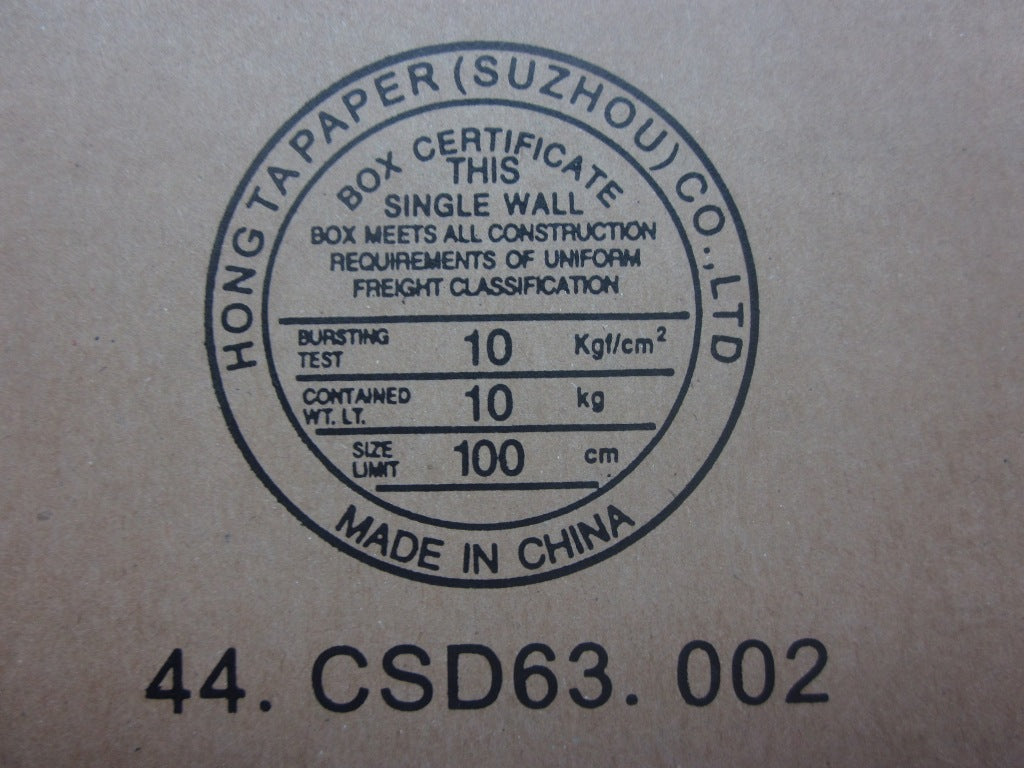 HONG TA PAPER (SUZHOU) CO.,LTD
BOX CERTIFICATE
THIS
SINGLE WALL
BOX MEETS ALL CONSTRUCTION
REQUIREMENTS OF UNIFORM
FREIGHT CLASSIFICATION
BURSTING TEST 10 Kgf/cm²
CONTAINED WT. LT. 10 kg
SIZE LIMIT 100 cm
MADE IN CHINA
44. CSD63. 002